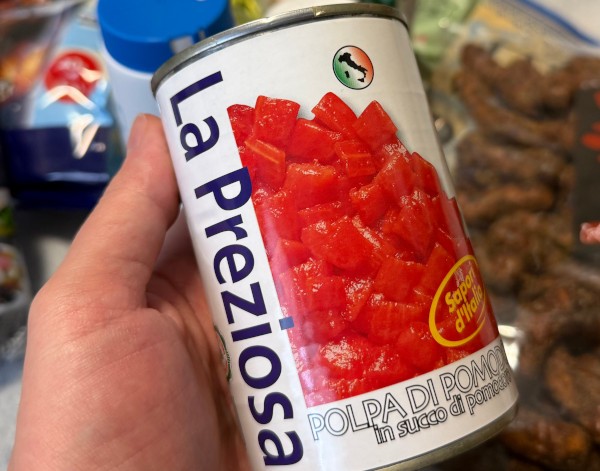 La Preziosa
Sapori
d'Italia
POLPA DI POMOD
in succo di pomodo